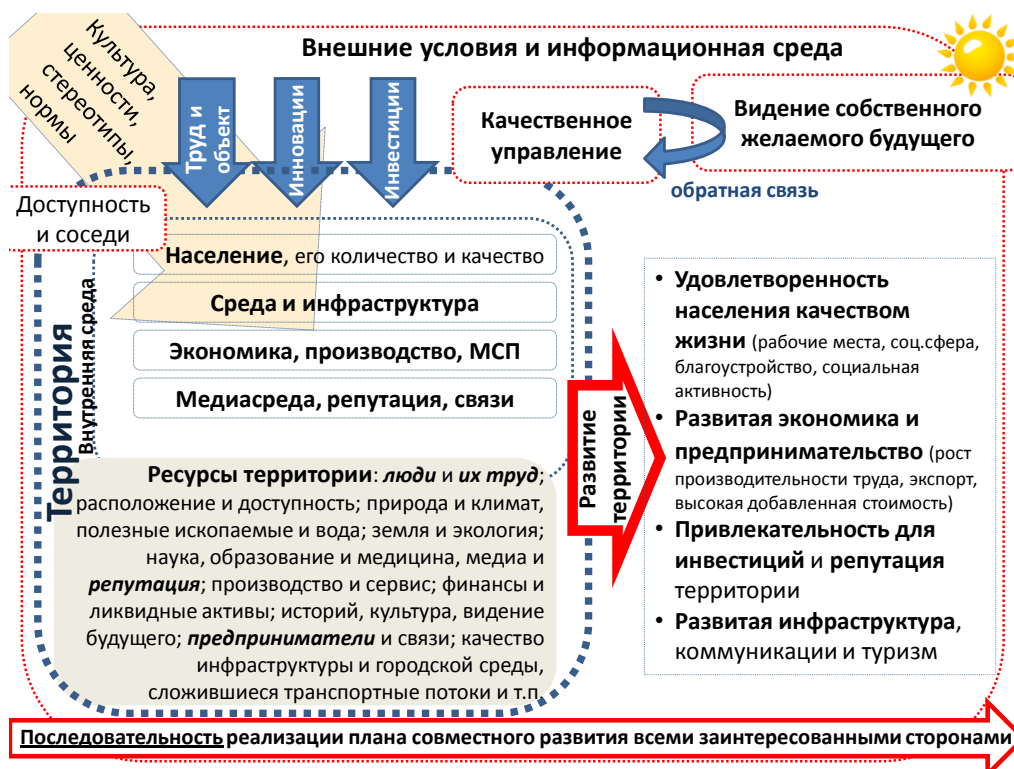 Внешние условия и информационная среда
Культура,
ценности,
стереотипы,
нормы
Труд и
объект
Инновации
Инвестиции
Качественное
управление
Видение собственного
желаемого будущего
обратная связь
Доступность
и соседи
Территория
Внутренняя среда
Население, его количество и качество
Среда и инфраструктура
Экономика, производство, МСП
Медиасреда, репутация, связи
Ресурсы территории: люди и их труд;
расположение и доступность; природа и климат,
полезные ископаемые и вода; земля и экология;
наука, образование и медицина, медиа и
репутация; производство и сервис; финансы и
ликвидные активы; историй, культура, видение
будущего; предприниматели и связи; качество
инфраструктуры и городской среды,
сложившиеся транспортные потоки и т.п.
Развитие
территории
• Удовлетворенность
населения качеством
жизни (рабочие места, соц.сфера,
благоустройство, социальная
активность)
• Развитая экономика и
предпринимательство (рост
производительности труда, экспорт,
высокая добавленная стоимость)
• Привлекательность для
инвестиций и репутация
территории
• Развитая инфраструктура,
коммуникации и туризм
Последовательность реализации плана совместного развития всеми заинтересованными сторонами